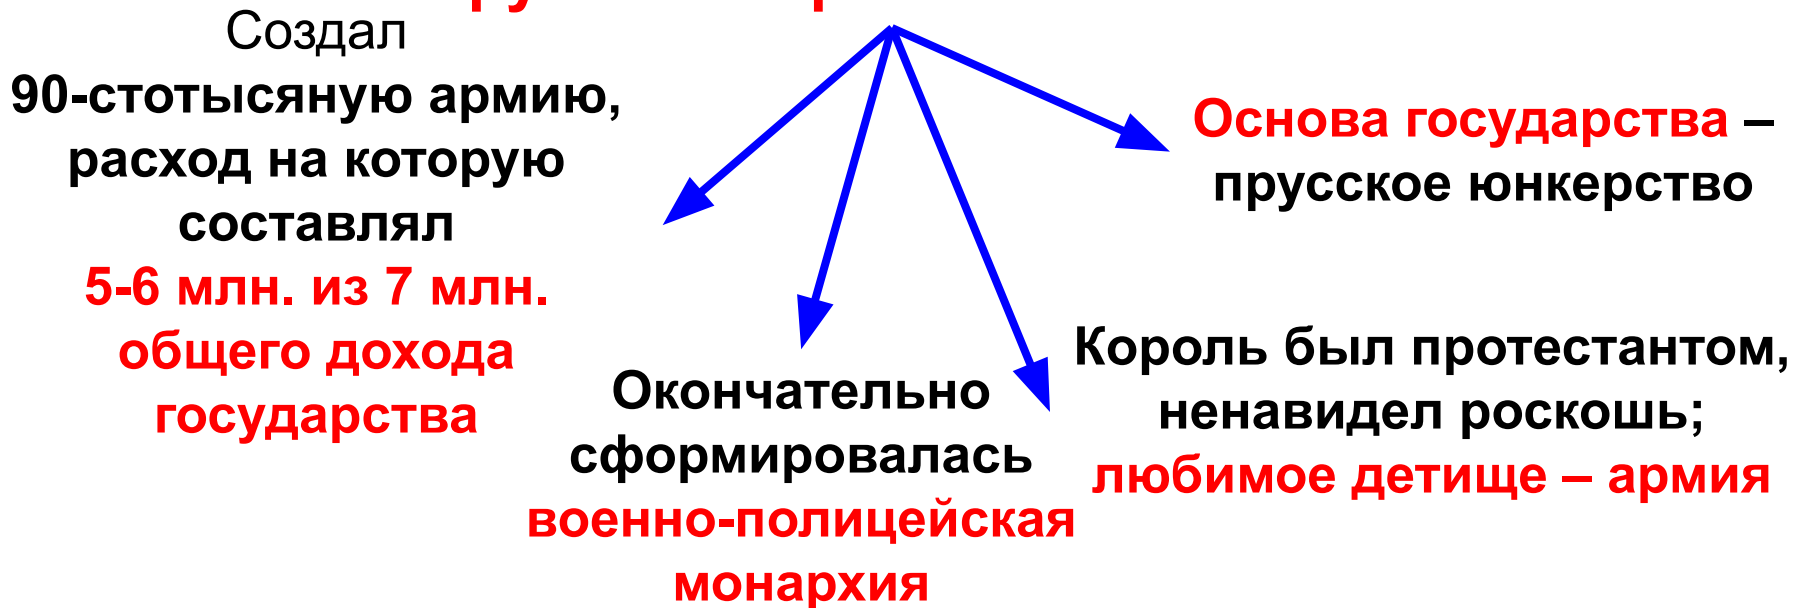 Создал
90-стотысяную армию,
расход на которую
составлял
5-6 млн. из 7 млн.
общего дохода
государства
Окончательно
сформировалась
военно-полицейская
монархия
Основа государства –
прусское юнкерство
Король был протестантом,
ненавидел роскошь;
любимое детище – армия